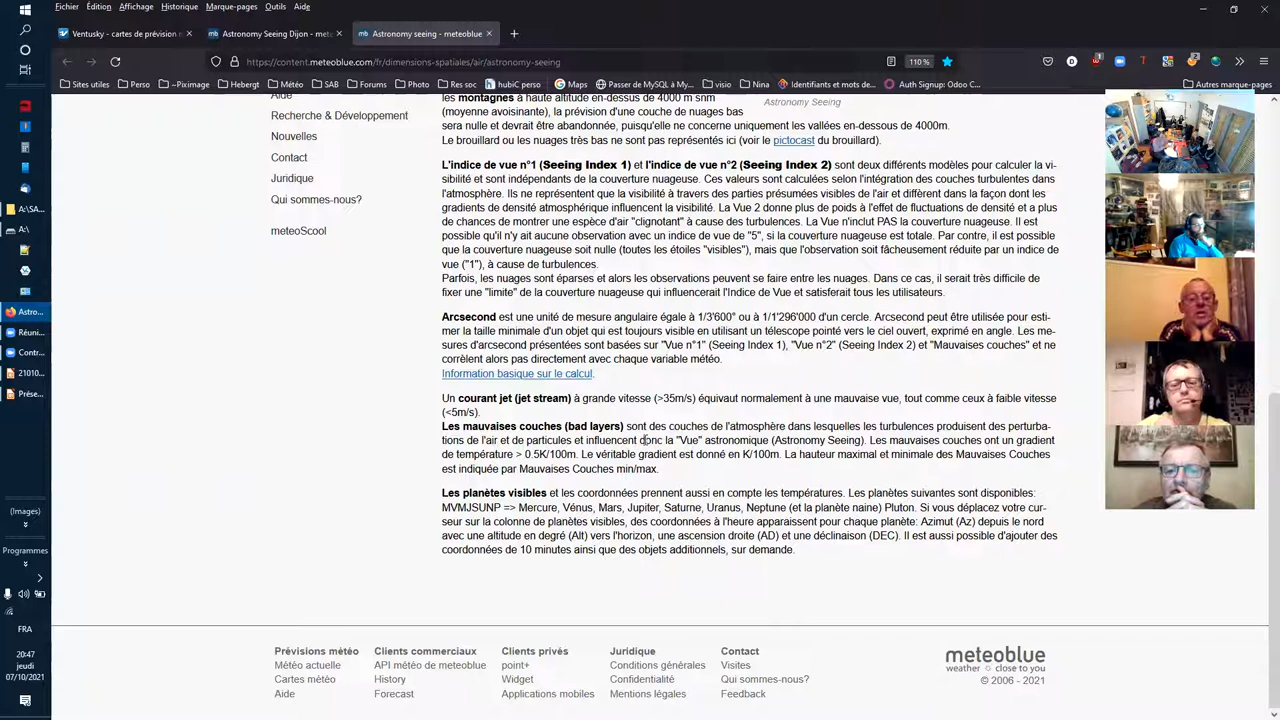 Fichier Édition Affichage Historique Marque-pages Outils Aide
Ventusky - cartes de prévision m
Astronomy Seeing Dijon - mete
Astronomy seeing - meteoblue
https://content.meteoblue.com/fr/dimensions-spatiales/air/astronomy-seeing
110 %
Sites utiles Perso ~Piximage Hebergt Météo SAB Forums Photo Reso hubiC perso Maps Passer de MySQL à My... visio Nina Identifiants et mots de... Auth Signup: Odoo C... Autres marque-pages
Aide
Recherche & Développement
Nouvelles
Contact
Juridique
Qui sommes-nous?
meteoScool
les montagnes à haute altitude en-dessus de 4000 m snm
(moyenne avoisinante), la prévision d'une couche de nuages bas
sera nulle et devrait être abandonnée, puisqu'elle ne concerne uniquement les vallées en-dessous de 4000m.
Le brouillard ou les nuages très bas ne sont pas représentés ici (voir le pictocast du brouillard).
Astronomy Seeing
L'indice de vue n°1 (Seeing Index 1) et l'indice de vue n°2 (Seeing Index 2) sont deux différents modèles pour calculer la vi-
sibilité et sont indépendants de la couverture nuageuse. Ces valeurs sont calculées selon l'intégration des couches turbulentes dans
l'atmosphère. Ils ne représentent que la visibilité à travers des parties présumées visibles de l'air et diffèrent dans la façon dont les
gradients de densité atmosphérique influencent la visibilité. La Vue 2 donne plus de poids à l'effet de fluctuations de densité et a plus
de chances de montrer une espèce d'air "clignotant" à cause des turbulences. La Vue n'inclut PAS la couverture nuageuse. Il est
possible qu'il n'y ait aucune observation avec un indice de vue de "5", si la couverture nuageuse est totale. Par contre, il est possible
que la couverture nuageuse soit nulle (toutes les étoiles "visibles"), mais que l'observation soit fâcheusement réduite par un indice de
vue ("1"), à cause de turbulences.
Parfois, les nuages sont éparses et alors les observations peuvent se faire entre les nuages. Dans ce cas, il serait très difficile de
fixer une "limite" de la couverture nuageuse qui influencerait l'Indice de Vue et satisferait tous les utilisateurs.
Arcsecond est une unité de mesure angulaire égale à 1/3'600° ou à 1/1'296'000 d'un cercle. Arcsecond peut être utilisée pour esti-
mer la taille minimale d'un objet qui est toujours visible et utilisant un télescope pointé vers le ciel ouvert, exprimé en angle. Les me-
sures d'arcsecond présentées sont basées sur "Vue n°1" (Seeing Index 1), "Vue n°2" (Seeing Index 2) et "Mauvaises couches" et ne
corrèlent alors pas directement avec chaque variable météo.
Information basique sur le calcul.
Un courant jet (jet stream) à grande vitesse (>35m/s) équivaut normalement à une mauvaise vue, tout comme ceux à faible vitesse
(<5m/s).
Les mauvaises couches (bad layers) sont des couches de l'atmosphère dans lesquelles les turbulences produisent des perturba-
tions de l'air et de particules et influencent donc la "Vue" astronomique (Astronomy Seeing). Les mauvaises couches ont un gradient
de température > 0.5K/100m. Le véritable gradient est donné en K/100m. La hauteur maximal et minimale des Mauvaises Couches
est indiquée par Mauvaises Couches min/max.
Les planètes visibles et les coordonnées prennent aussi en compte les températures. Les planètes suivantes sont disponibles:
MVMJSUNP => Mercure, Vénus, Mars, Jupiter, Saturne, Uranus, Neptune (et la planète naine) Pluton. Si vous déplacez votre cur-
seur sur la colonne de planètes visibles, des coordonnées à l'heure apparaissent pour chaque planète: Azimut (Az) depuis le nord
avec une altitude en degré (Alt) vers l'horizon, une ascension droite (AD) et une déclinaison (DEC). Il est aussi possible d'ajouter des
coordonnées de 10 minutes ainsi que des objets additionnels, sur demande.
Prévisions météo
Météo actuelle
Cartes météo
Aide
Clients commerciaux
API météo de meteoblue
History
Forecast
Clients privés
point+
Widget
Applications mobiles
Juridique
Conditions générales
Confidentialité
Mentions légales
Contact
Visites
Qui sommes-nous?
Feedback
meteoblue
weather close to you
© 2006 - 2021
A:\SA...
A:\
Astro...
Réuni...
Contr...
21010...
Prése...
(Images)
Programmes
FRA
20:47
jeudi
07/10/2021